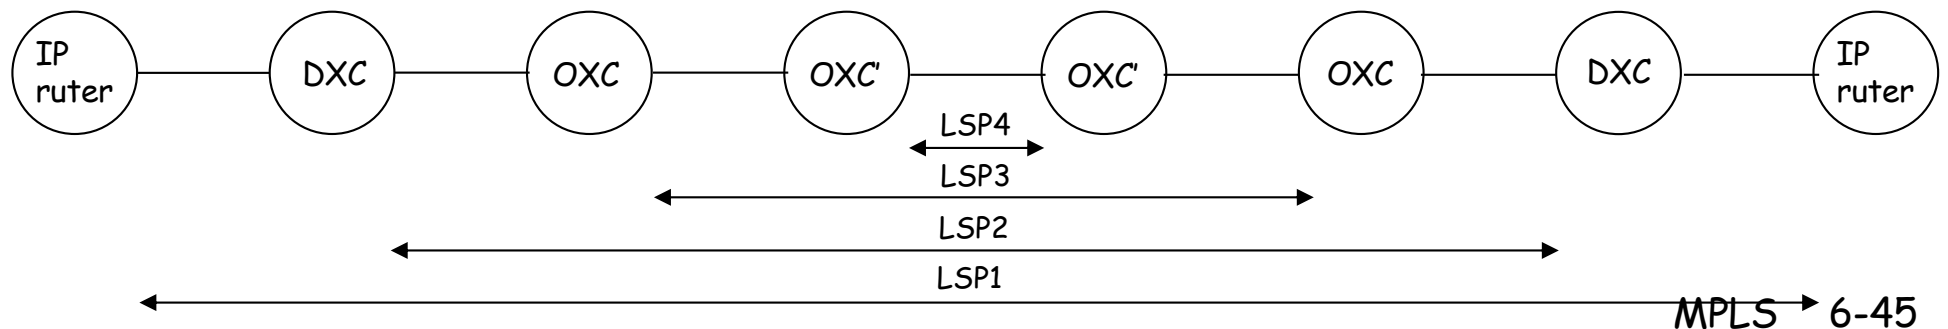 IP
ruter
DXC
OXC
OXC'
OXC'
OXC
DXC
IP
ruter
LSP4
LSP3
LSP2
LSP1
MPLS 6-45